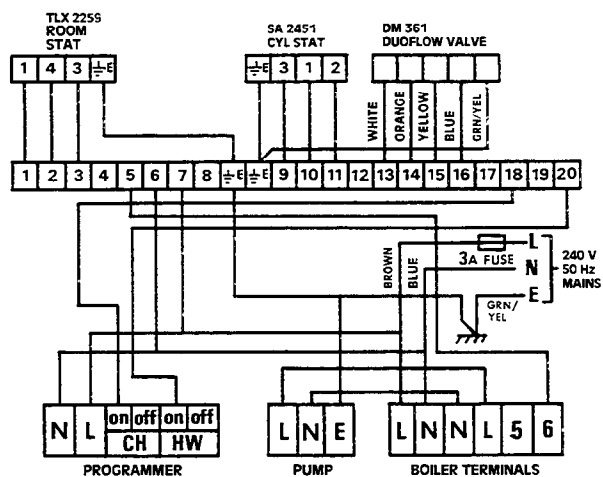 TLX 2259
ROOM
STAT
SA 2451
CYL STAT
DM 361
DUOFLOW VALVE
1 4 3 E
E 3 1 2
WHITE
ORANGE
YELLOW
BLUE
GRN/YEL
1 2 3 4 5 6 7 8 E E 9 10 11 12 13 14 15 16 17 18 19 20
BROWN
BLUE
3A FUSE
L
N
E
240 V
50 Hz
MAINS
GRN/
YEL
N L on off on off
CH HW
L N E
L N N L 5 6
PROGRAMMER
PUMP
BOILER TERMINALS